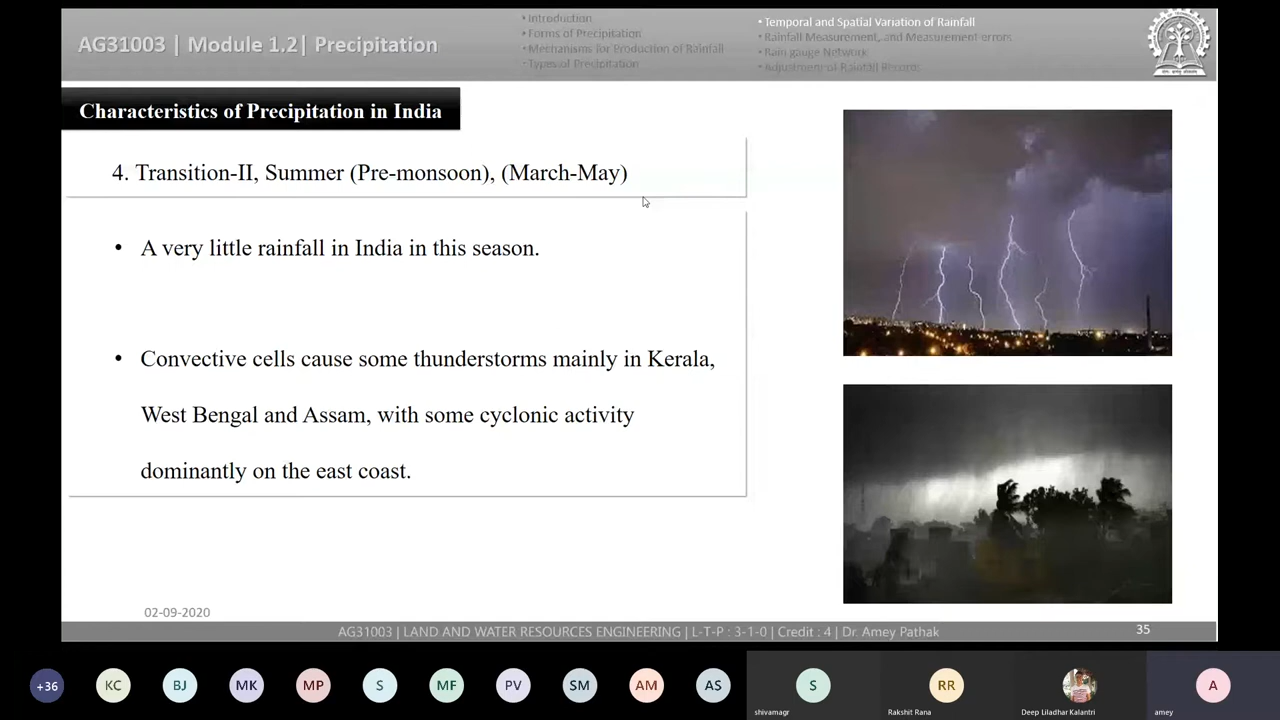 AG31003 | Module 1.2| Precipitation
• Introduction
• Forms of Precipitation
• Mechanisms for Production of Rainfall
• Types of Precipitation
• Temporal and Spatial Variation of Rainfall
• Rainfall Measurement, and Measurement errors
• Rain gauge Network
• Adjustment of Rainfall Records
Characteristics of Precipitation in India
4. Transition-II, Summer (Pre-monsoon), (March-May)
• A very little rainfall in India in this season.
• Convective cells cause some thunderstorms mainly in Kerala,
West Bengal and Assam, with some cyclonic activity
dominantly on the east coast.
02-09-2020
AG31003 | LAND AND WATER RESOURCES ENGINEERING | L-T-P : 3-1-0 | Credit : 4 | Dr. Amey Pathak
35
+36 KC BJ MK MP S MF PV SM AM AS S RR A
shivamagr Rakshit Rana Deep Liladhar Kalantri amey